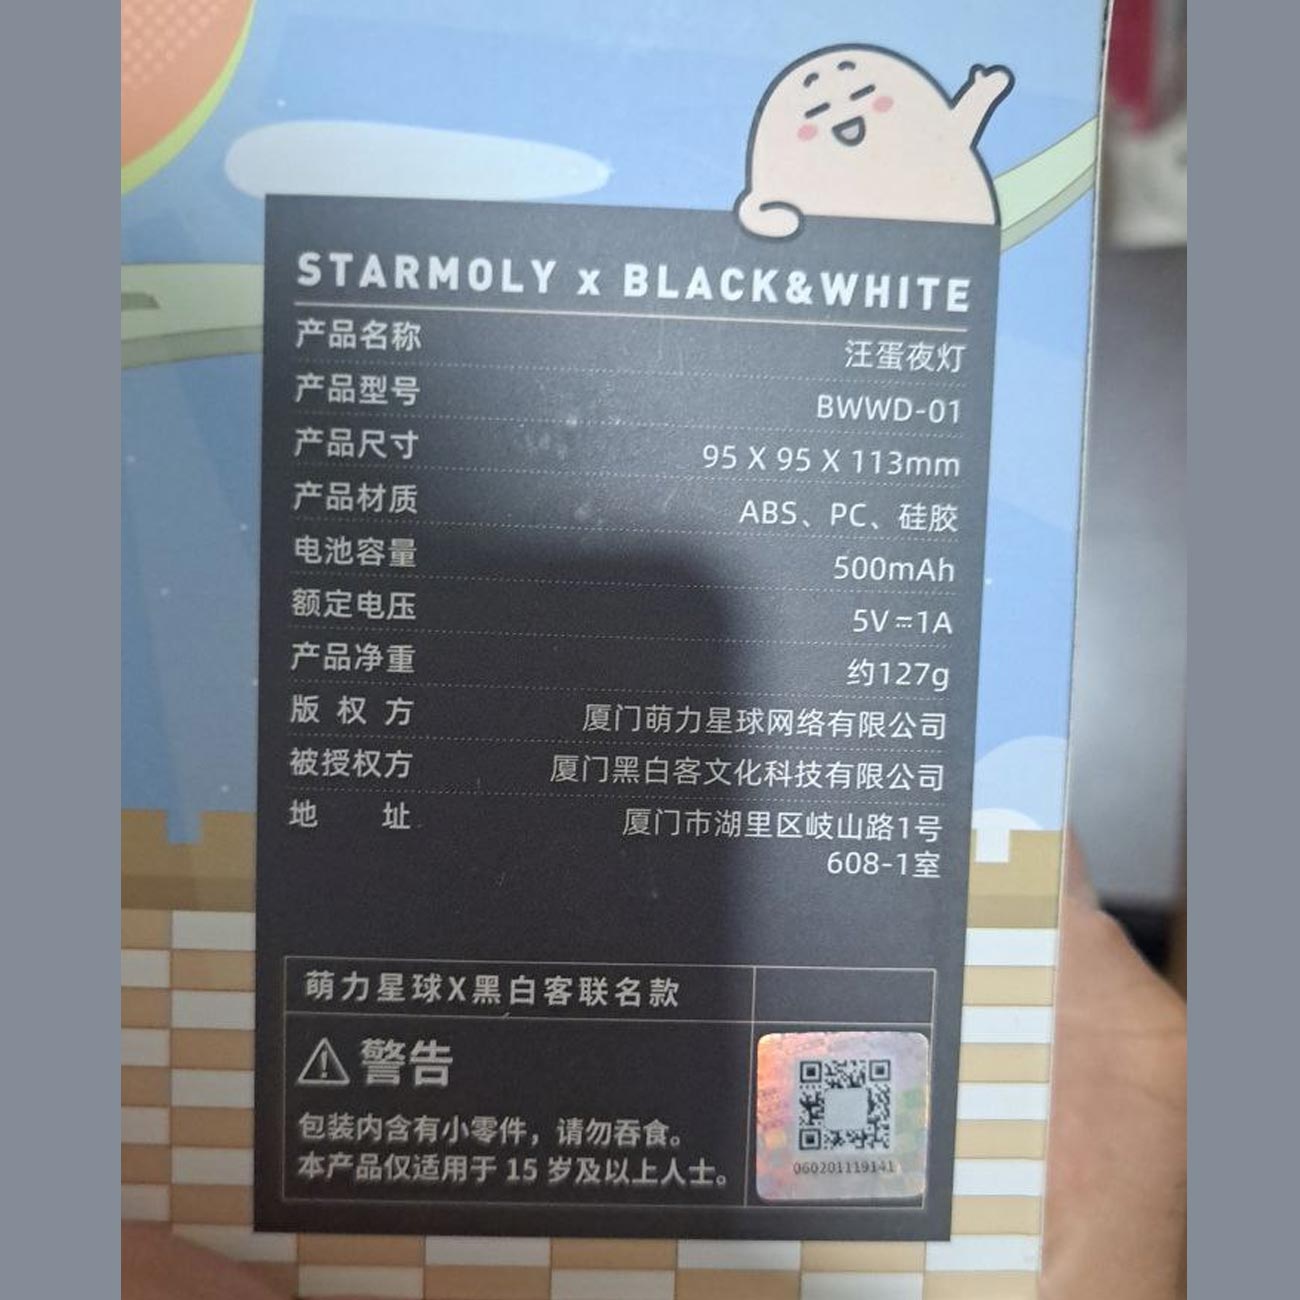 STARMOLY x BLACK&WHITE
产品名称 汪蛋夜灯
产品型号 BWWD-01
产品尺寸 95 X 95 X 113mm
产品材质 ABS、PC、硅胶
电池容量 500mAh
额定电压 5V⎓1A
产品净重 约127g
版权方 厦门萌力星球网络有限公司
被授权方 厦门黑白客文化科技有限公司
地址 厦门市湖里区岐山路1号
608-1室
萌力星球X黑白客联名款
警告
包装内含有小零件，请勿吞食。
本产品仅适用于 15 岁及以上人士。
060201119141